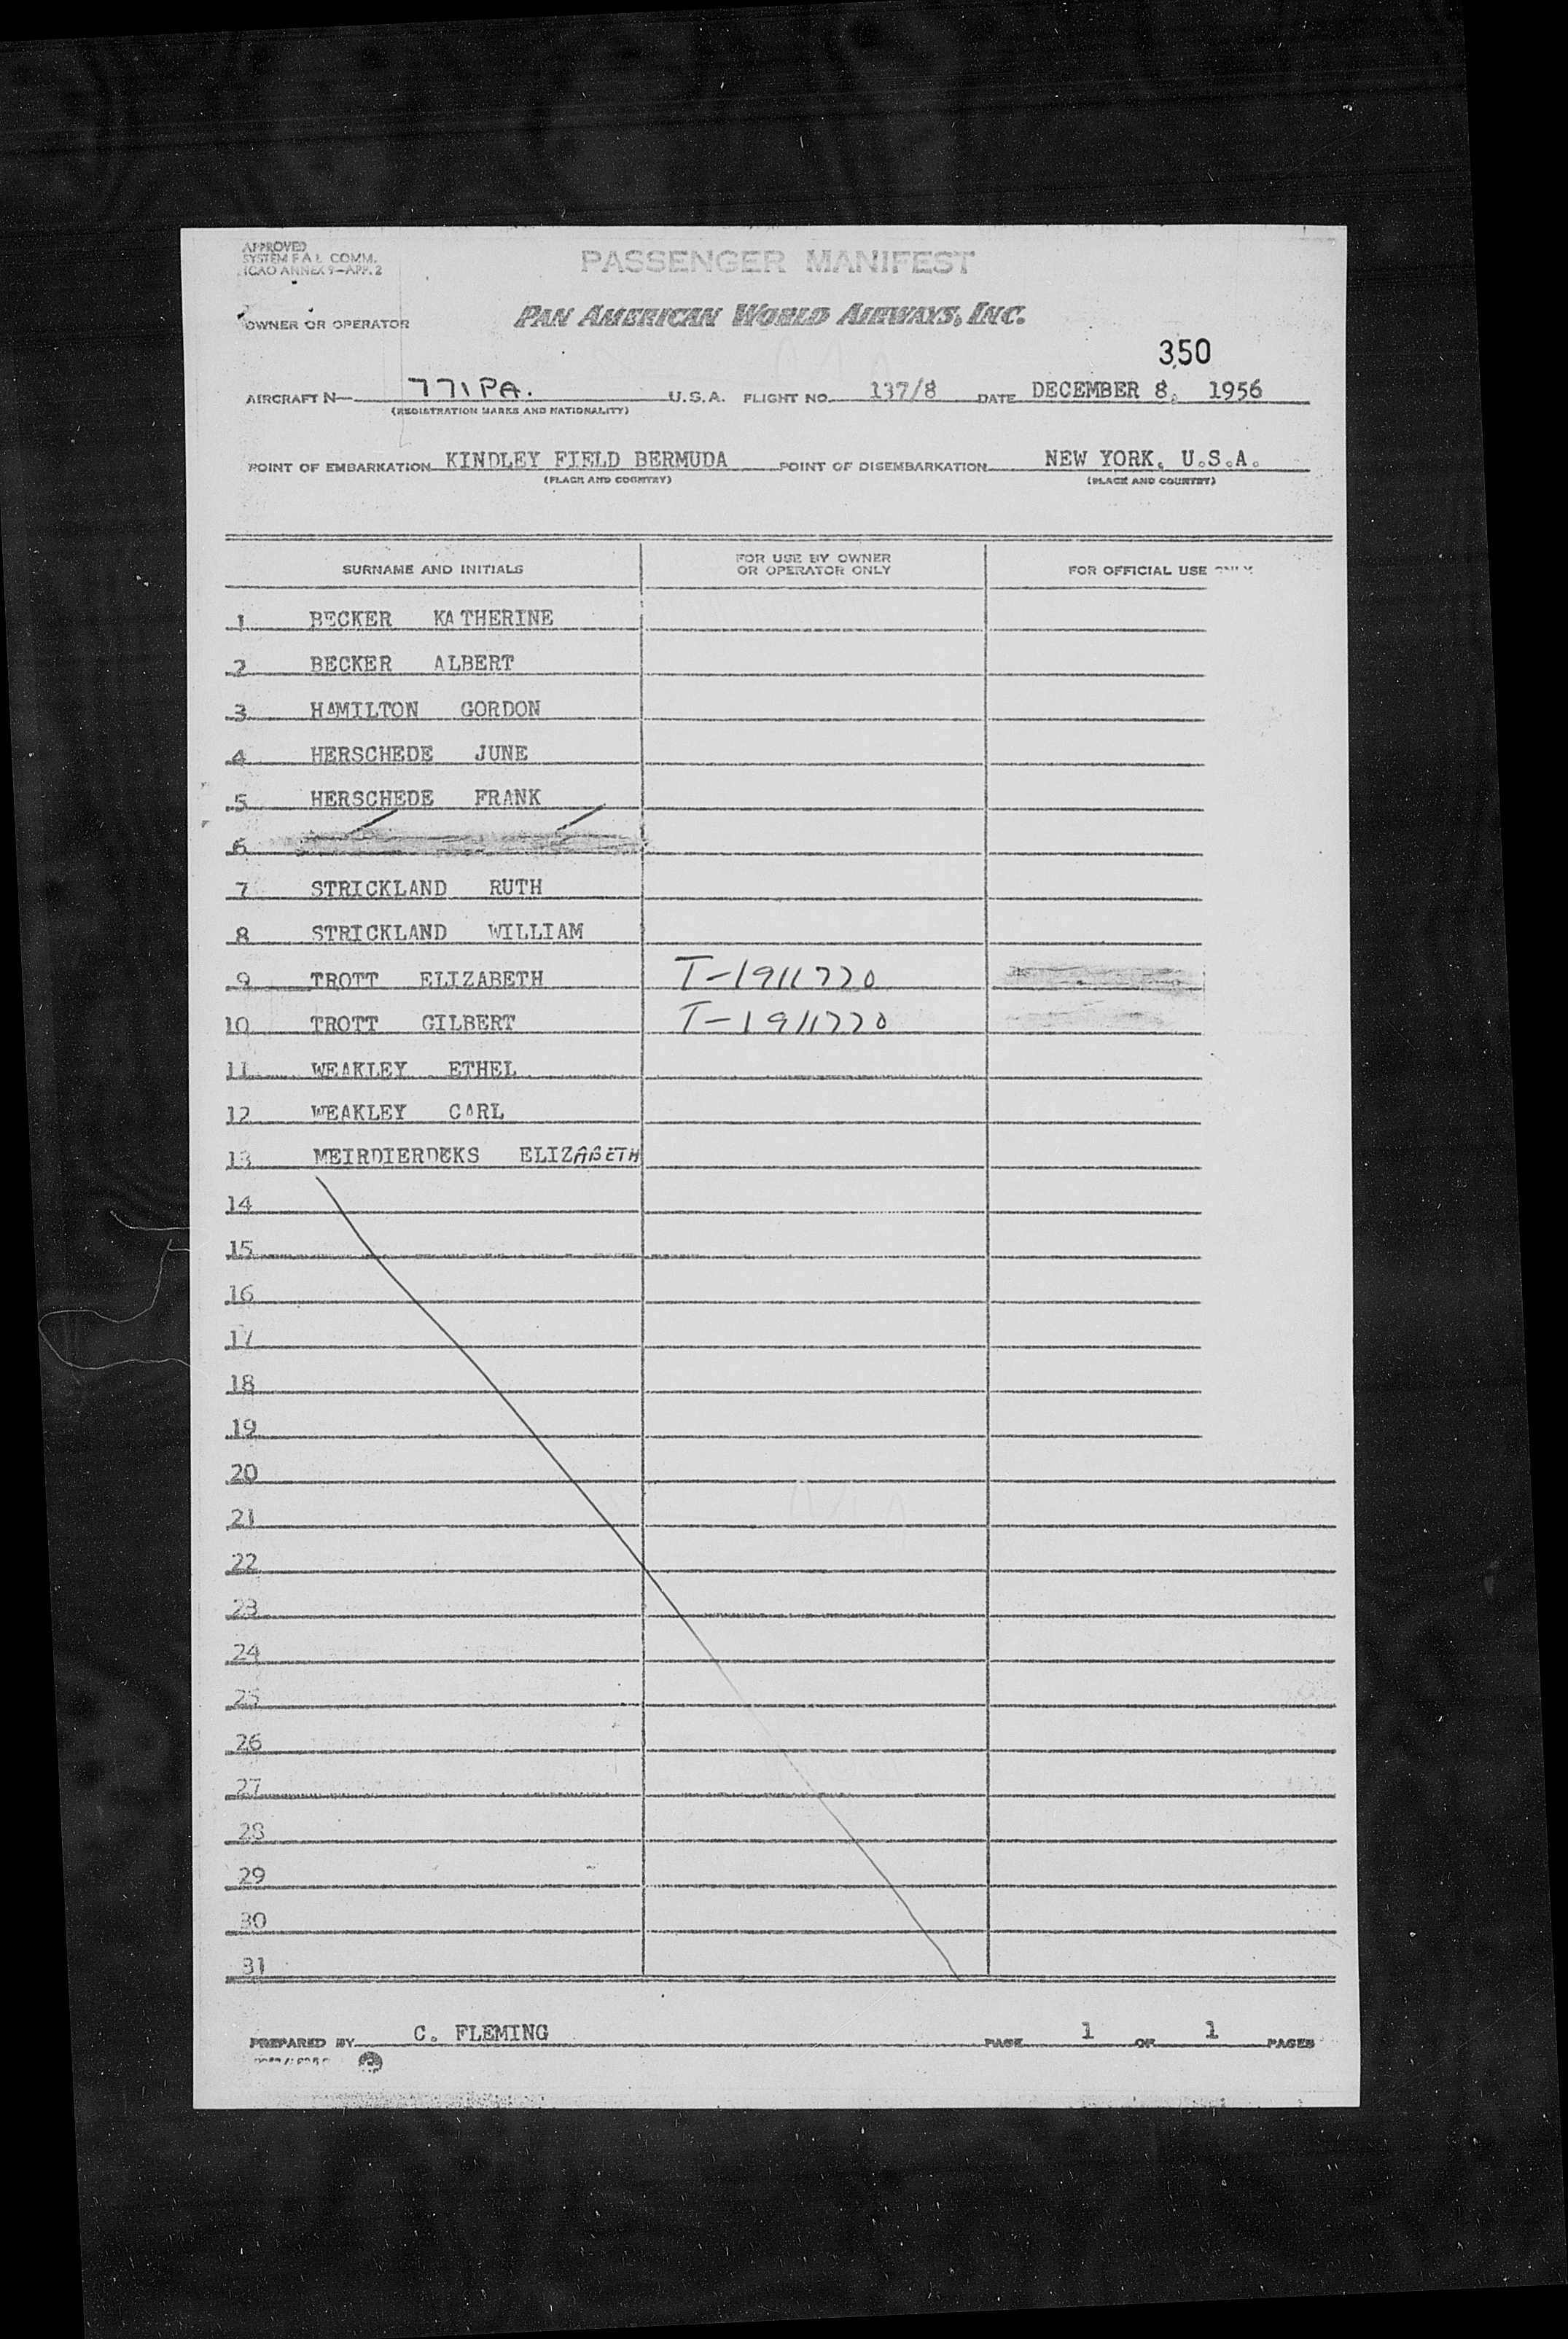 APPROVED
SYSTEM F A L COMM.
ICAO ANNEX 9-APP. 2
PASSENGER MANIFEST
OWNER OR OPERATOR PAN AMERICAN WORLD AIRWAYS, INC.
350
AIRCRAFT N- 771PA. U.S.A. FLIGHT NO. 137/8 DATE DECEMBER 8, 1956
(REGISTRATION MARKS AND NATIONALITY)
POINT OF EMBARKATION KINDLEY FIELD BERMUDA POINT OF DISEMBARKATION NEW YORK, U.S.A.
(PLACE AND COUNTRY) (PLACE AND COUNTRY)
SURNAME AND INITIALS FOR USE BY OWNER OR OPERATOR ONLY FOR OFFICIAL USE ONLY
1 BECKER KATHERINE
2 BECKER ALBERT
3 HAMILTON GORDON
4 HERSCHEDE JUNE
5 HERSCHEDE FRANK
6
7 STRICKLAND RUTH
8 STRICKLAND WILLIAM
9 TROTT ELIZABETH T-1911770
10 TROTT GILBERT T-1911770
11 WEAKLEY ETHEL
12 WEAKLEY CARL
13 MEIRDIERDEKS ELIZABETH
14
15
16
17
18
19
20
21
22
23
24
25
26
27
28
29
30
31
PREPARED BY C. FLEMING PAGE 1 OF 1 PAGES